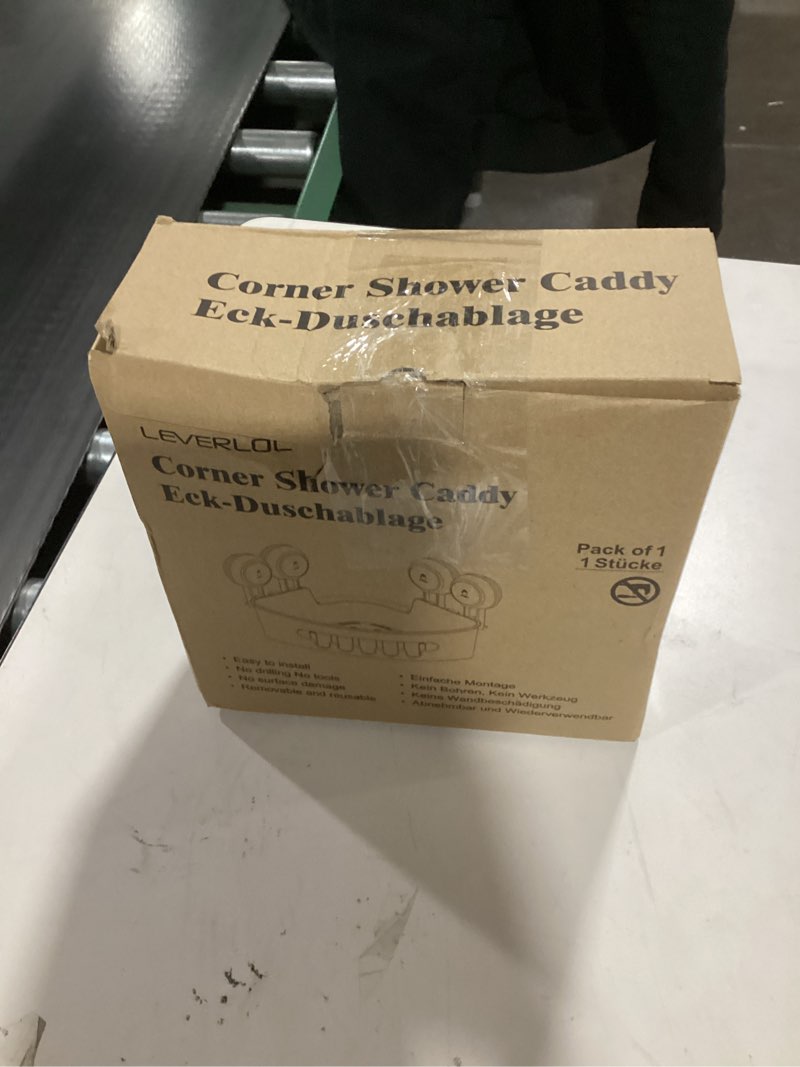 Corner Shower Caddy
Eck-Duschablage
LEVERLOL
Corner Shower Caddy
Eck-Duschablage
Pack of 1
1 Stücke
• Easy to install
• No drilling No tools
• No surface damage
• Removable and reusable
• Einfache Montage
• Kein Bohren, Kein Werkzeug
• Keine Wandbeschädigung
• Abnehmbar und Wiederverwendbar